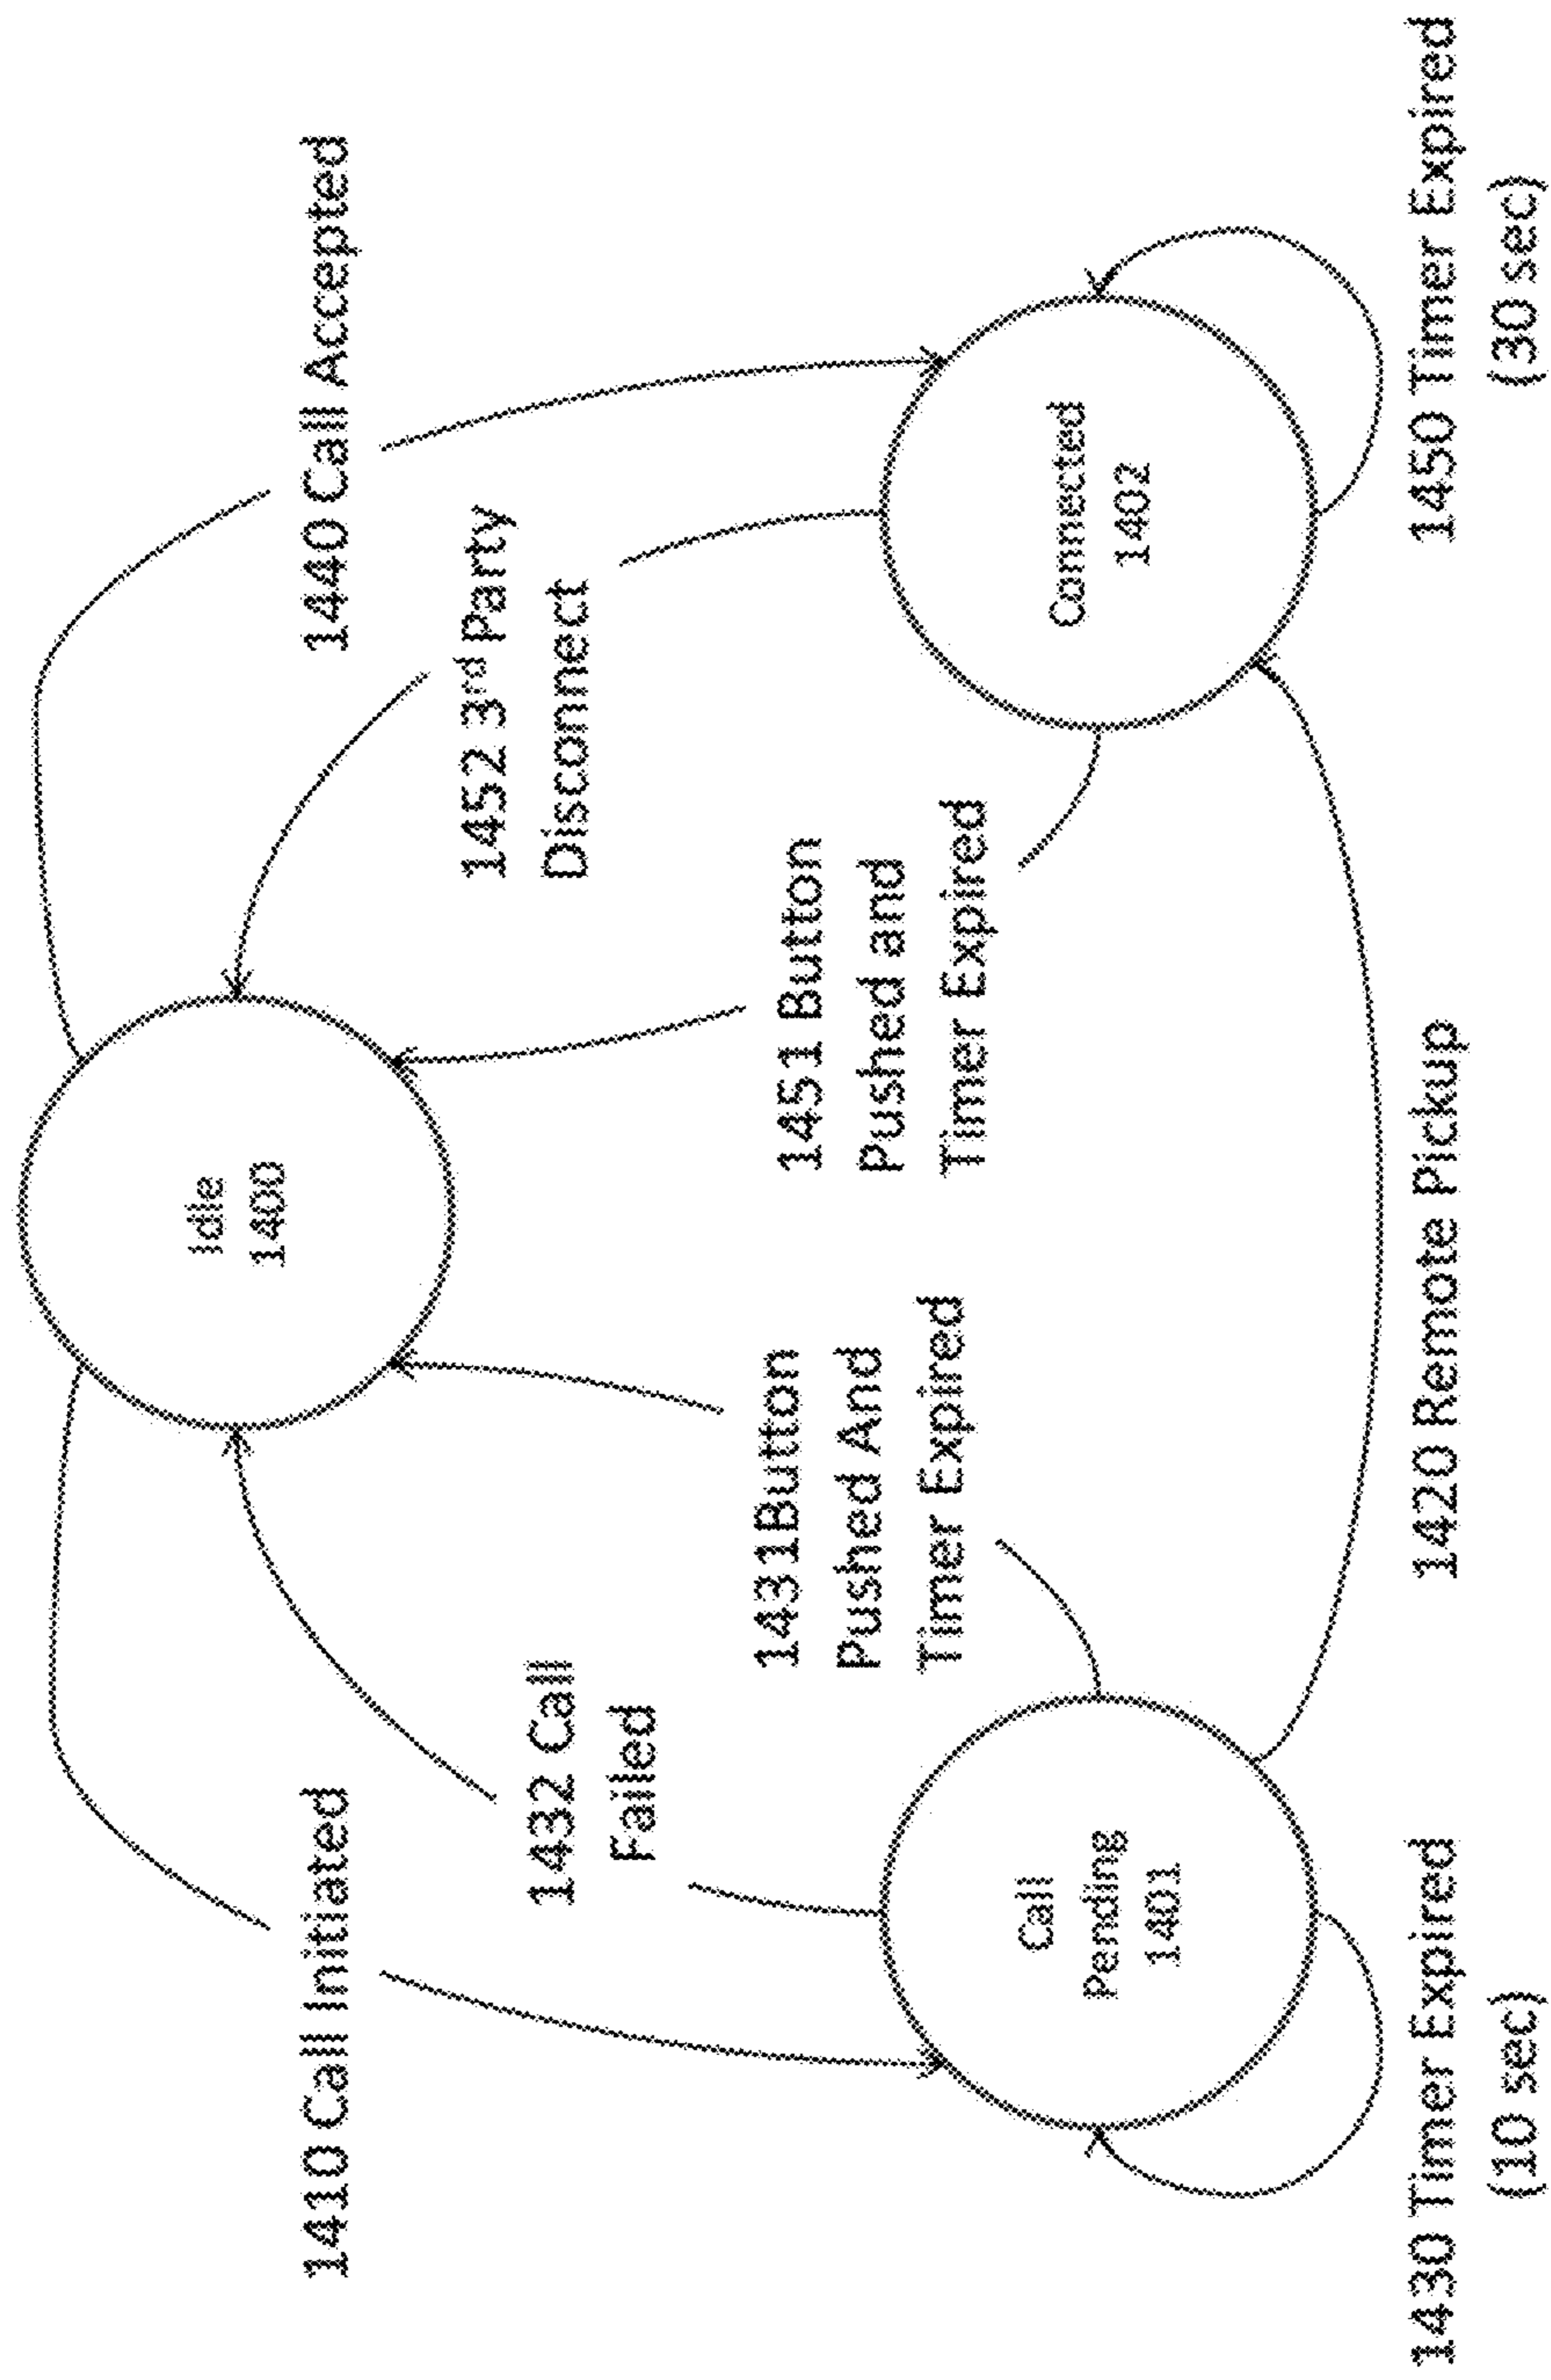 Idle
1400
1410 Call Initiated
1440 Call Accepted
1432 Call
Failed
1452 3rd Party
Disconnect
1431Button
Pushed And
Timer Expired
1451 Button
Pushed and
Timer Expired
Call
Pending
1401
Connected
1402
1430 Timer Expired
(10 sec)
1420 Remote Pickup
1450 Timer Expired
(30 sec)